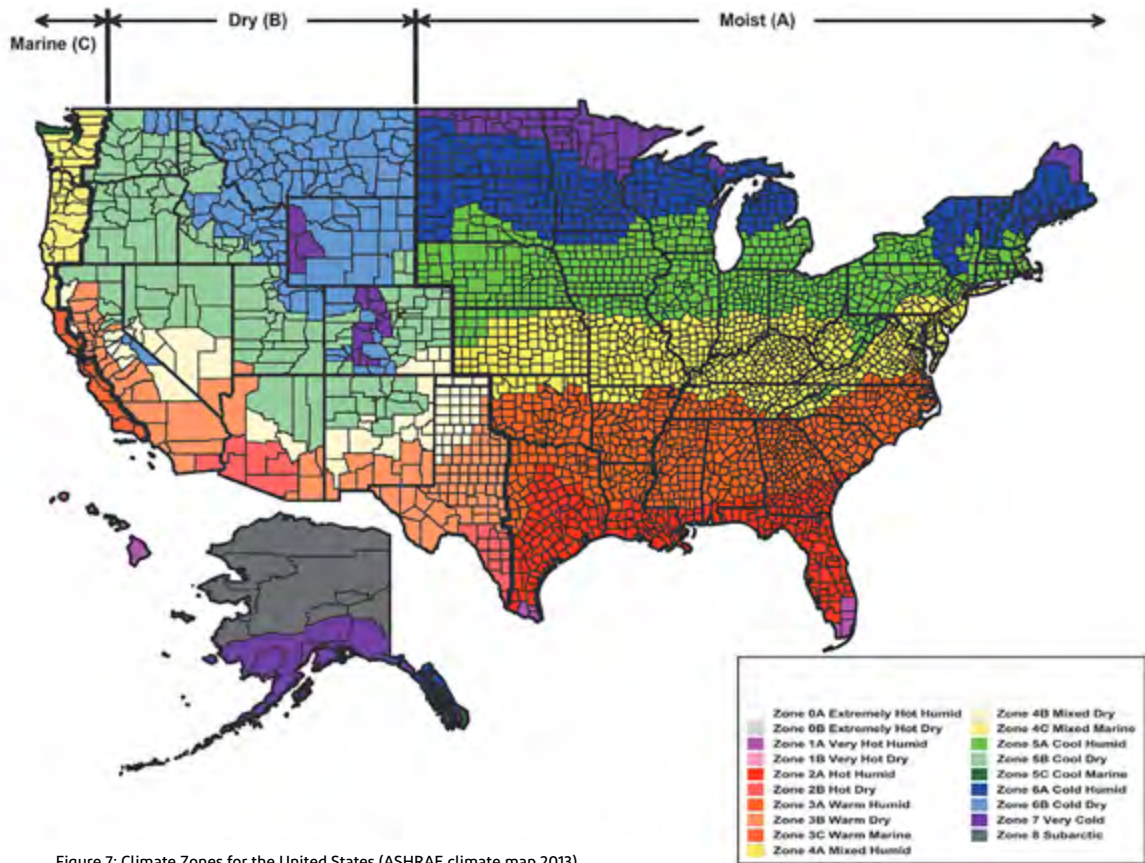 Dry (B)
Moist (A)
Marine (C)
Zone 0A Extremely Hot Humid
Zone 0B Extremely Hot Dry
Zone 1A Very Hot Humid
Zone 1B Very Hot Dry
Zone 2A Hot Humid
Zone 2B Hot Dry
Zone 3A Warm Humid
Zone 3B Warm Dry
Zone 3C Warm Marine
Zone 4A Mixed Humid
Zone 4B Mixed Dry
Zone 4C Mixed Marine
Zone 5A Cool Humid
Zone 5B Cool Dry
Zone 5C Cool Marine
Zone 6A Cold Humid
Zone 6B Cold Dry
Zone 7 Very Cold
Zone 8 Subarctic
Figure 7: Climate Zones for the United States (ASHRAE climate map 2013)